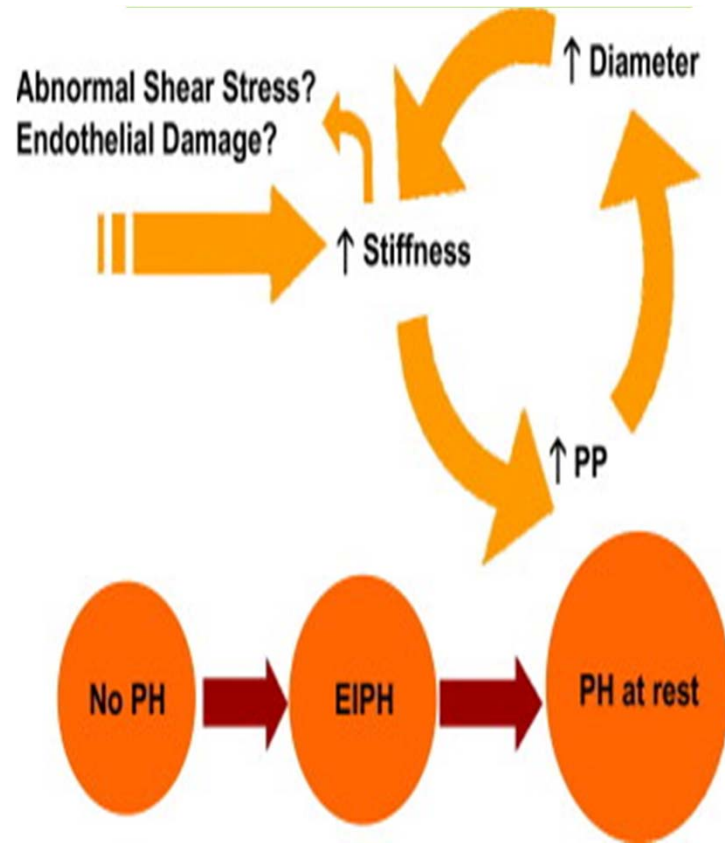 Abnormal Shear Stress?
Endothelial Damage?
↑ Diameter
↑ Stiffness
↑ PP
No PH
EIPH
PH at rest